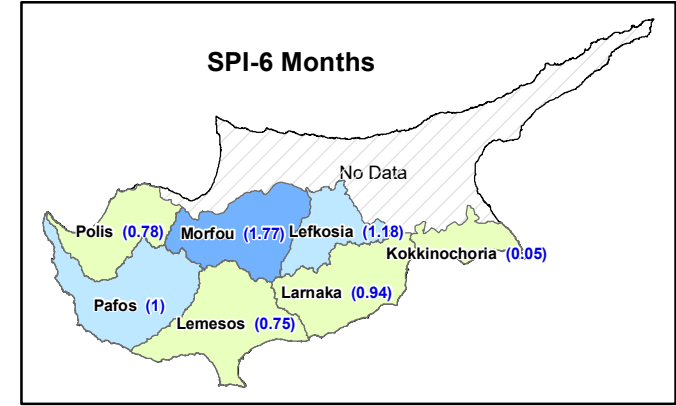 SPI-6 Months
No Data
Polis (0.78)
Morfou (1.77)
Lefkosia (1.18)
Kokkinochoria (0.05)
Pafos (1)
Larnaka (0.94)
Lemesos (0.75)